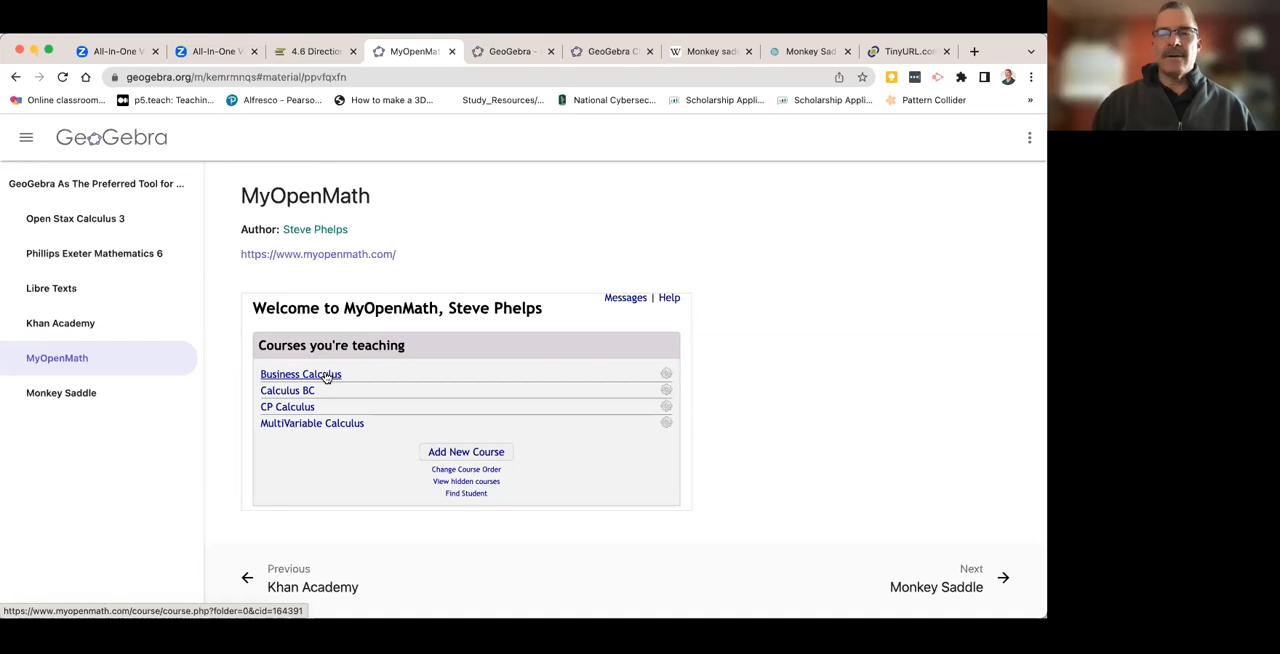 All-In-One V
All-In-One V
4.6 Direction
MyOpenMat
GeoGebra -
GeoGebra C
Monkey sad
Monkey Sad
TinyURL.co
geogebra.org/m/kemrmnqs#material/ppvfqxfn
Online classroom...
p5.teach: Teachin...
Alfresco - Pearso...
How to make a 3D...
Study_Resources/...
National Cybersec...
Scholarship Appli...
Scholarship Appli...
Pattern Collider
»
GeoGebra
GeoGebra As The Preferred Tool for ...
Open Stax Calculus 3
Phillips Exeter Mathematics 6
Libre Texts
Khan Academy
MyOpenMath
Monkey Saddle
MyOpenMath
Author: Steve Phelps
https://www.myopenmath.com/
Messages | Help
Welcome to MyOpenMath, Steve Phelps
Courses you're teaching
Business Calculus
Calculus BC
CP Calculus
MultiVariable Calculus
Add New Course
Change Course Order
View hidden courses
Find Student
Previous
Khan Academy
Next
Monkey Saddle
https://www.myopenmath.com/course/course.php?folder=0&cid=164391